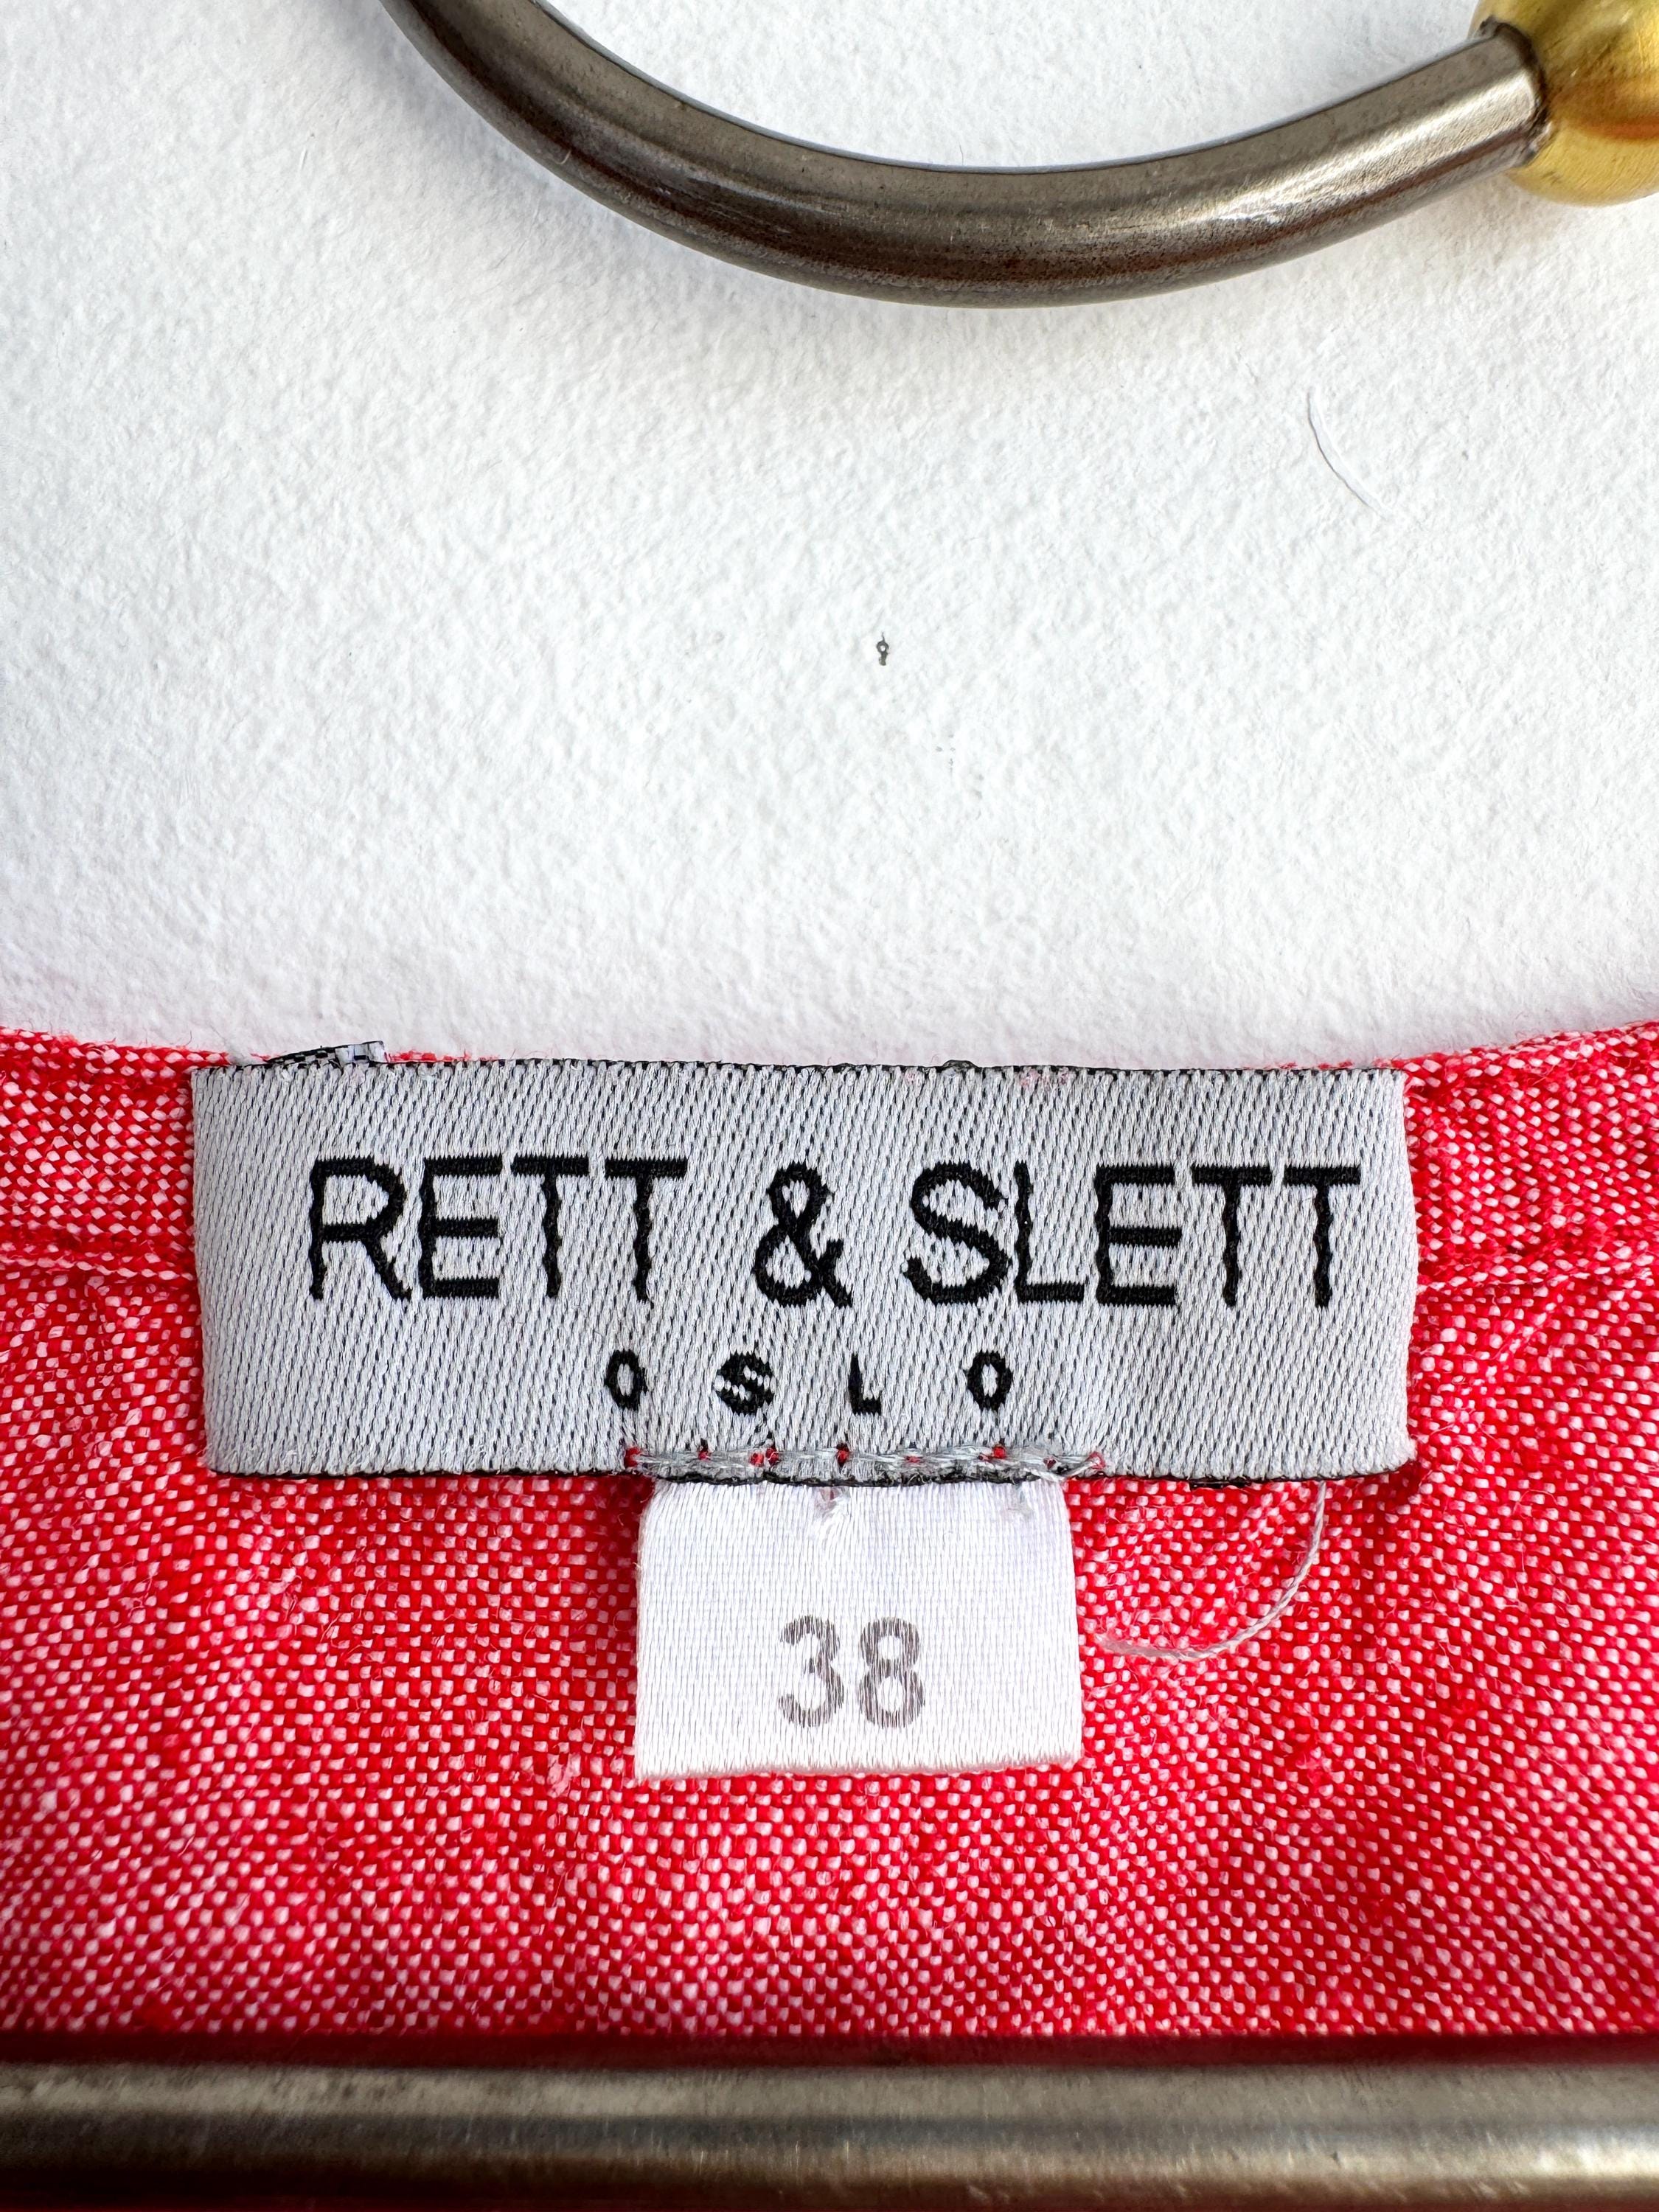 RETT & SLETT
OSLO
38